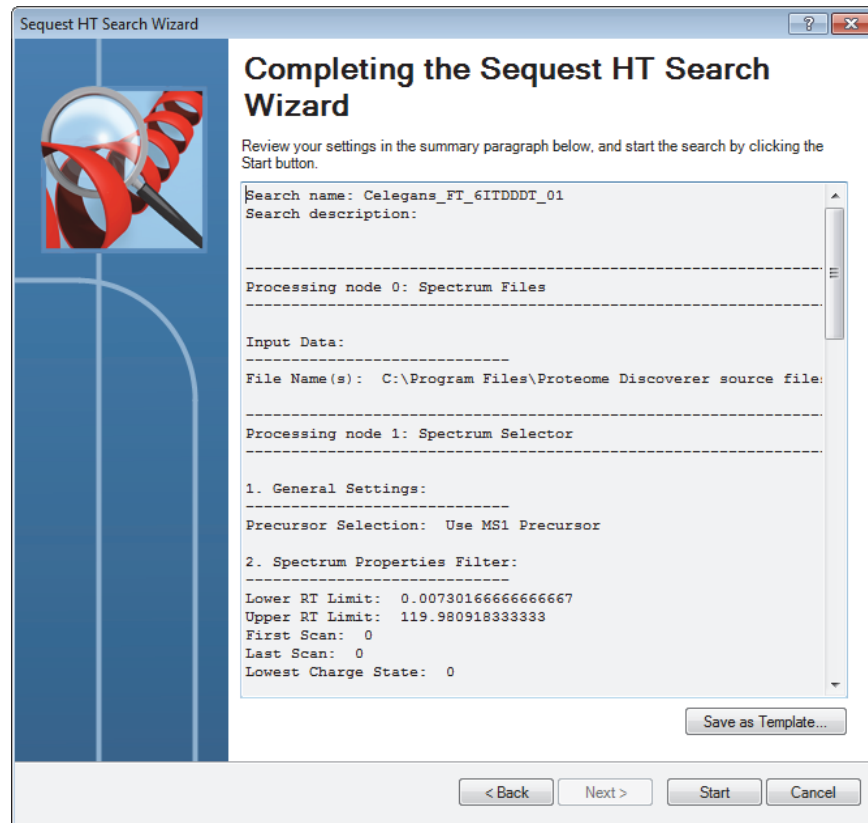 Sequest HT Search Wizard
Completing the Sequest HT Search
Wizard
Review your settings in the summary paragraph below, and start the search by clicking the
Start button.
Search name: Celegans_FT_6ITDDDT_01
Search description:
--------------------------------------------------------------
Processing node 0: Spectrum Files
--------------------------------------------------------------
Input Data:
-----------------------------
File Name(s):  C:\Program Files\Proteome Discoverer source file
--------------------------------------------------------------
Processing node 1: Spectrum Selector
--------------------------------------------------------------
1. General Settings:
-----------------------------
Precursor Selection:  Use MS1 Precursor
2. Spectrum Properties Filter:
-----------------------------
Lower RT Limit:  0.00730166666666667
Upper RT Limit:  119.980918333333
First Scan:  0
Last Scan:  0
Lowest Charge State:  0
Save as Template...
< Back Next > Start Cancel